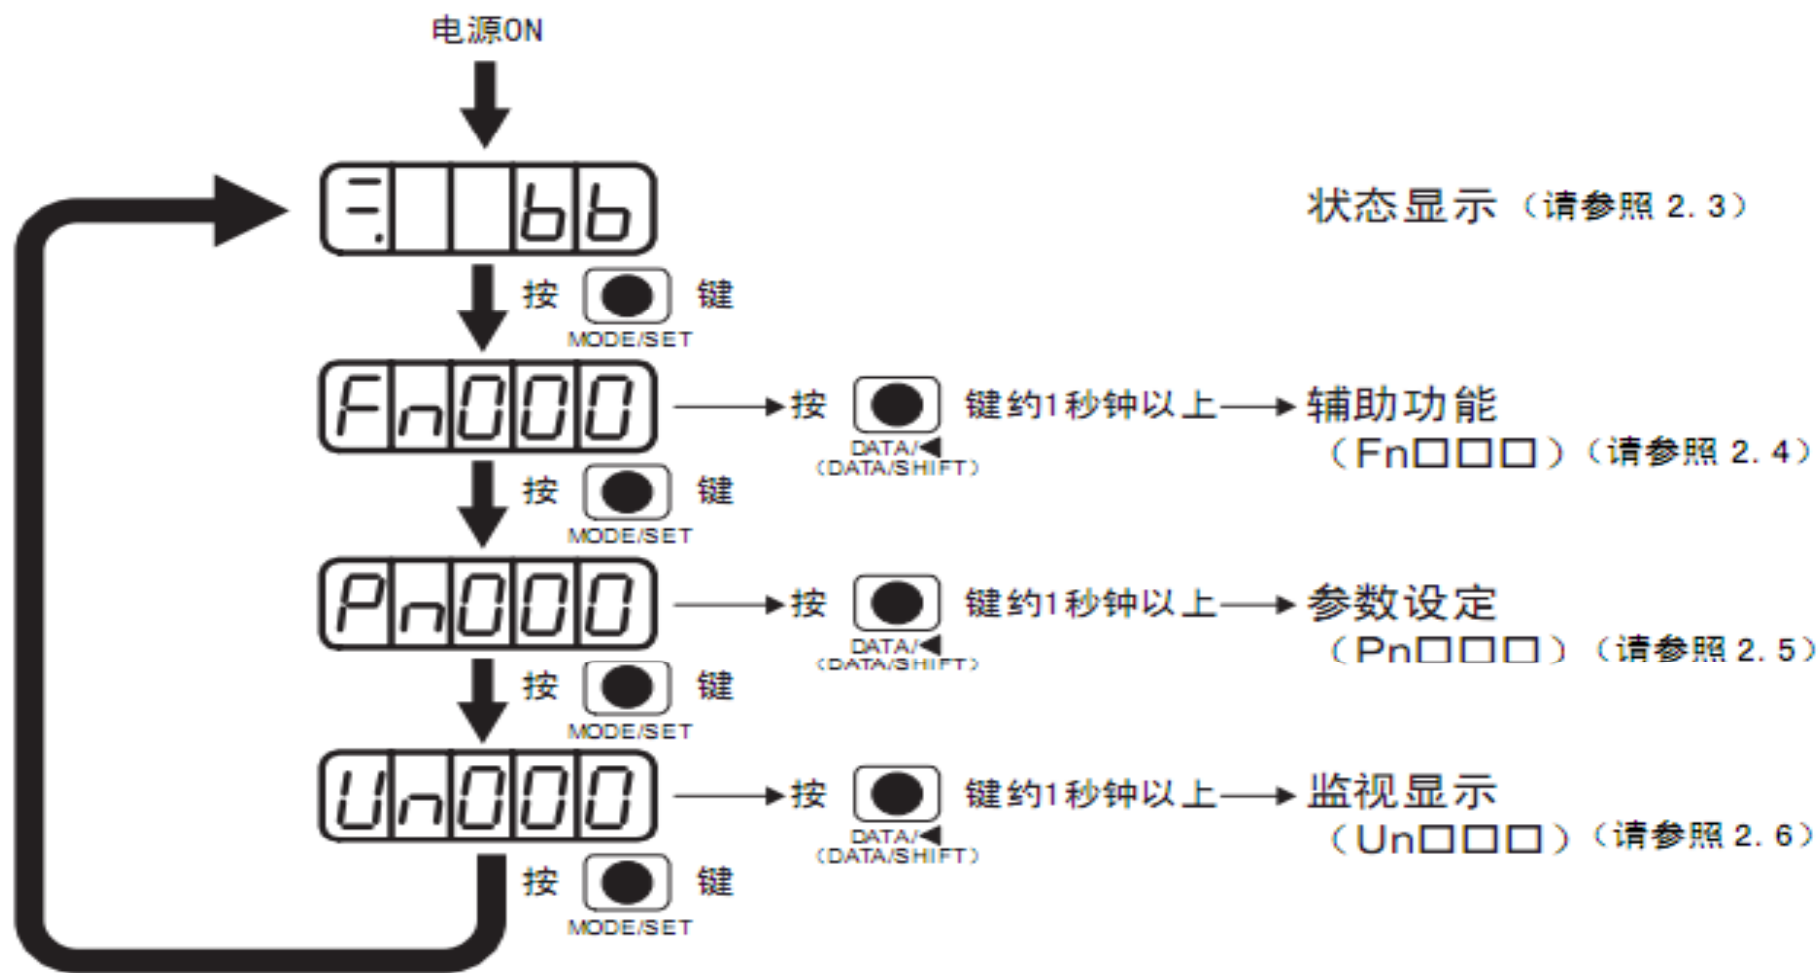 电源ON
bb
状态显示（请参照 2.3）
按 键
MODE/SET
Fn000
按 键约1秒钟以上
辅助功能
DATA/◀
(DATA/SHIFT)
（Fn□□□）（请参照 2.4）
按 键
MODE/SET
Pn000
按 键约1秒钟以上
参数设定
DATA/◀
(DATA/SHIFT)
（Pn□□□）（请参照 2.5）
按 键
MODE/SET
Un000
按 键约1秒钟以上
监视显示
DATA/◀
(DATA/SHIFT)
（Un□□□）（请参照 2.6）
按 键
MODE/SET